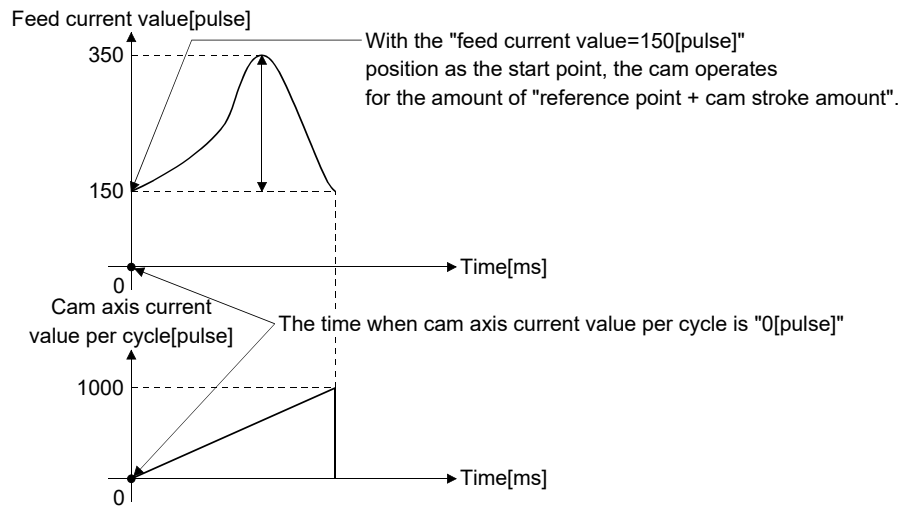 Feed current value[pulse]
350
With the "feed current value=150[pulse]"
position as the start point, the cam operates
for the amount of "reference point + cam stroke amount".
150
Time[ms]
0
Cam axis current
value per cycle[pulse]
The time when cam axis current value per cycle is "0[pulse]"
1000
Time[ms]
0